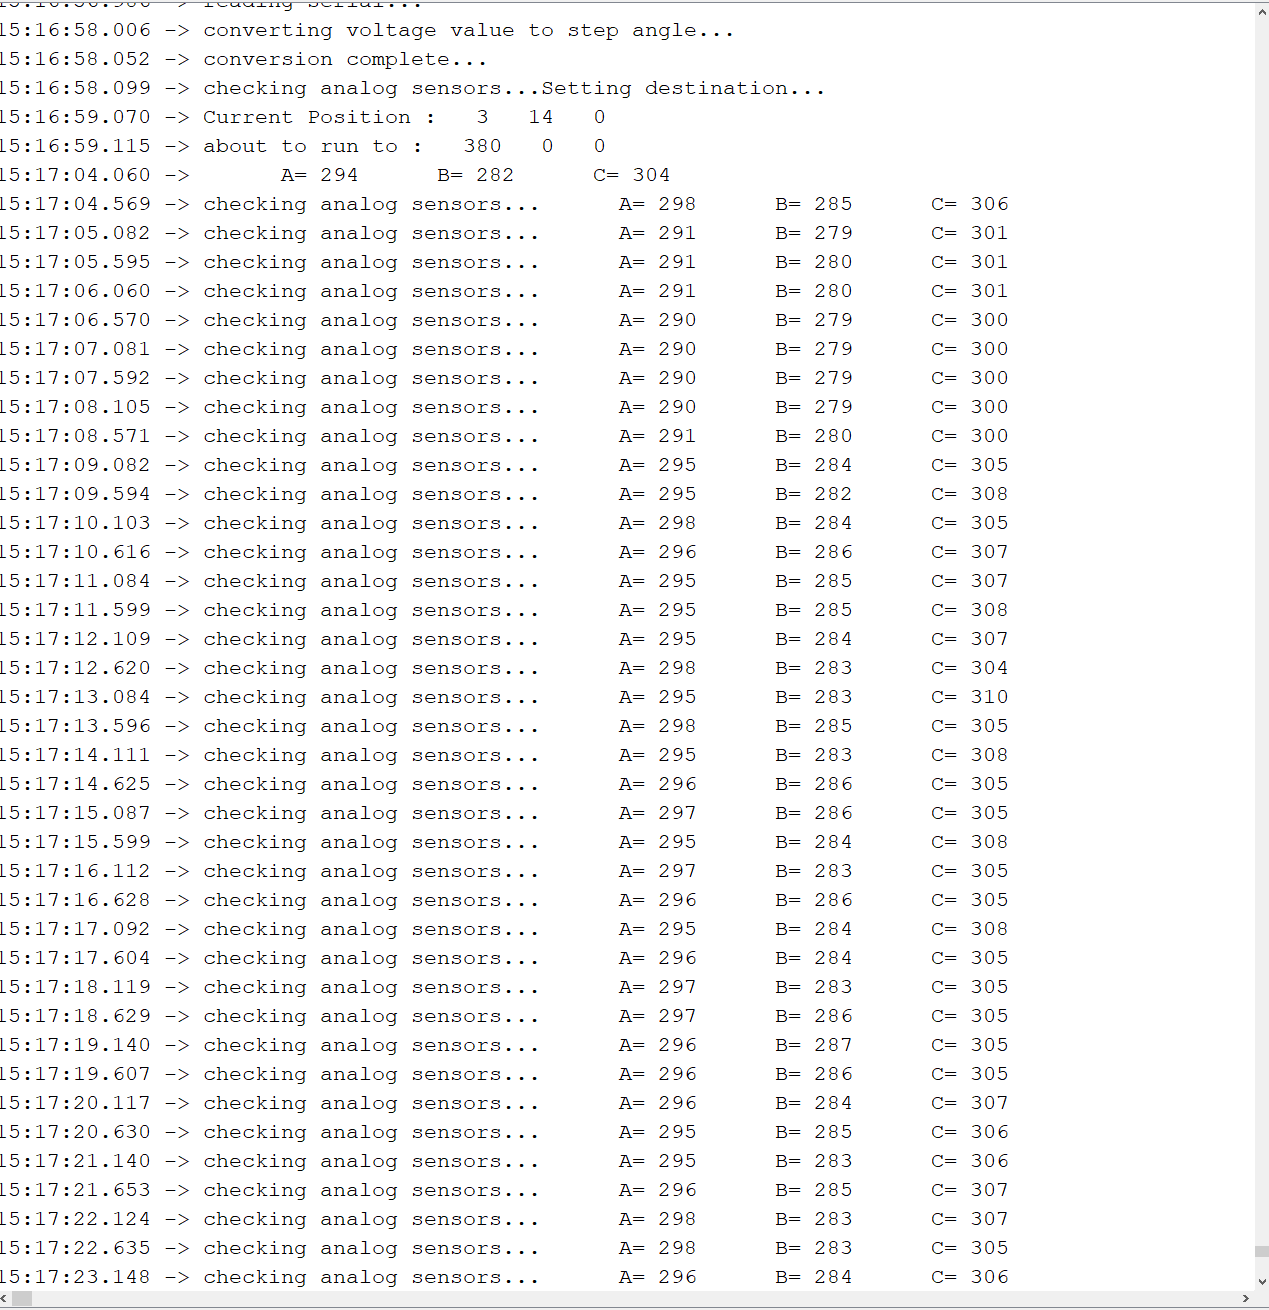 reading serial...
15:16:58.006 -> converting voltage value to step angle...
15:16:58.052 -> conversion complete...
15:16:58.099 -> checking analog sensors...Setting destination...
15:16:59.070 -> Current Position : 3 14 0
15:16:59.115 -> about to run to : 380 0 0
15:17:04.060 -> A= 294 B= 282 C= 304
15:17:04.569 -> checking analog sensors... A= 298 B= 285 C= 306
15:17:05.082 -> checking analog sensors... A= 291 B= 279 C= 301
15:17:05.595 -> checking analog sensors... A= 291 B= 280 C= 301
15:17:06.060 -> checking analog sensors... A= 291 B= 280 C= 301
15:17:06.570 -> checking analog sensors... A= 290 B= 279 C= 300
15:17:07.081 -> checking analog sensors... A= 290 B= 279 C= 300
15:17:07.592 -> checking analog sensors... A= 290 B= 279 C= 300
15:17:08.105 -> checking analog sensors... A= 290 B= 279 C= 300
15:17:08.571 -> checking analog sensors... A= 291 B= 280 C= 300
15:17:09.082 -> checking analog sensors... A= 295 B= 284 C= 305
15:17:09.594 -> checking analog sensors... A= 295 B= 282 C= 308
15:17:10.103 -> checking analog sensors... A= 298 B= 284 C= 305
15:17:10.616 -> checking analog sensors... A= 296 B= 286 C= 307
15:17:11.084 -> checking analog sensors... A= 295 B= 285 C= 307
15:17:11.599 -> checking analog sensors... A= 295 B= 285 C= 308
15:17:12.109 -> checking analog sensors... A= 295 B= 284 C= 307
15:17:12.620 -> checking analog sensors... A= 298 B= 283 C= 304
15:17:13.084 -> checking analog sensors... A= 295 B= 283 C= 310
15:17:13.596 -> checking analog sensors... A= 298 B= 285 C= 305
15:17:14.111 -> checking analog sensors... A= 295 B= 283 C= 308
15:17:14.625 -> checking analog sensors... A= 296 B= 286 C= 305
15:17:15.087 -> checking analog sensors... A= 297 B= 286 C= 305
15:17:15.599 -> checking analog sensors... A= 295 B= 284 C= 308
15:17:16.112 -> checking analog sensors... A= 297 B= 283 C= 305
15:17:16.628 -> checking analog sensors... A= 296 B= 286 C= 305
15:17:17.092 -> checking analog sensors... A= 295 B= 284 C= 308
15:17:17.604 -> checking analog sensors... A= 296 B= 284 C= 305
15:17:18.119 -> checking analog sensors... A= 297 B= 283 C= 305
15:17:18.629 -> checking analog sensors... A= 297 B= 286 C= 305
15:17:19.140 -> checking analog sensors... A= 296 B= 287 C= 305
15:17:19.607 -> checking analog sensors... A= 296 B= 286 C= 305
15:17:20.117 -> checking analog sensors... A= 296 B= 284 C= 307
15:17:20.630 -> checking analog sensors... A= 295 B= 285 C= 306
15:17:21.140 -> checking analog sensors... A= 295 B= 283 C= 306
15:17:21.653 -> checking analog sensors... A= 296 B= 285 C= 307
15:17:22.124 -> checking analog sensors... A= 298 B= 283 C= 307
15:17:22.635 -> checking analog sensors... A= 298 B= 283 C= 305
15:17:23.148 -> checking analog sensors... A= 296 B= 284 C= 306